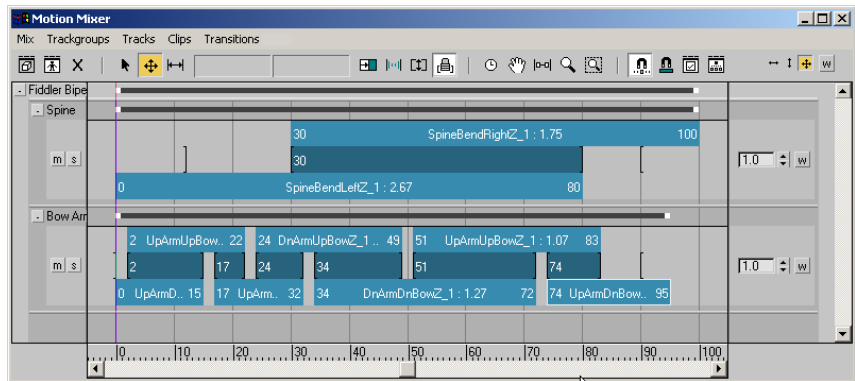 Motion Mixer
Mix Trackgroups Tracks Clips Transitions
Fiddler Bipe
Spine
30 SpineBendRightZ_1 : 1.75 100
m s 30 1.0 w
0 SpineBendLeftZ_1 : 2.67 80
Bow Arm
2 UpArmUpBow.. 22 24 DnArmUpBowZ_1 .. 49 51 UpArmUpBowZ_1 : 1.07 83
m s 2 17 24 34 51 74 1.0 w
0 UpArmD.. 15 17 UpArm.. 32 34 DnArmDnBowZ_1 : 1.27 72 74 UpArmDnBow.. 95
0 10 20 30 40 50 60 70 80 90 100
w